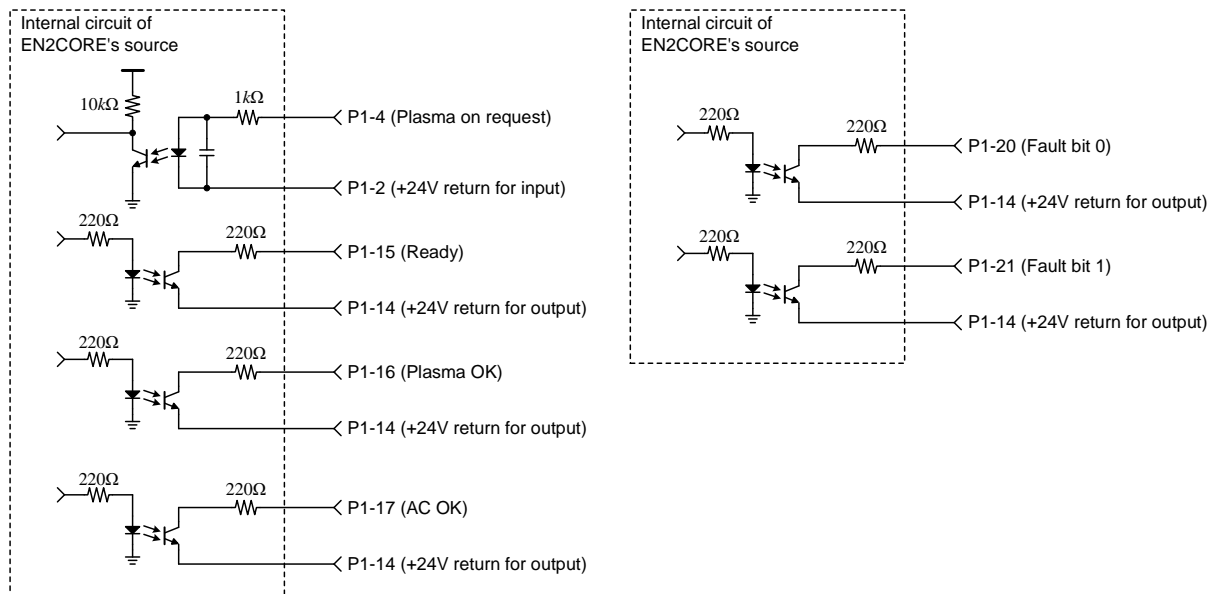 Internal circuit of
EN2CORE's source
10kΩ
1kΩ
P1-4 (Plasma on request)
P1-2 (+24V return for input)
220Ω
220Ω
P1-15 (Ready)
P1-14 (+24V return for output)
220Ω
220Ω
P1-16 (Plasma OK)
P1-14 (+24V return for output)
220Ω
220Ω
P1-17 (AC OK)
P1-14 (+24V return for output)
Internal circuit of
EN2CORE's source
220Ω
220Ω
P1-20 (Fault bit 0)
P1-14 (+24V return for output)
220Ω
220Ω
P1-21 (Fault bit 1)
P1-14 (+24V return for output)